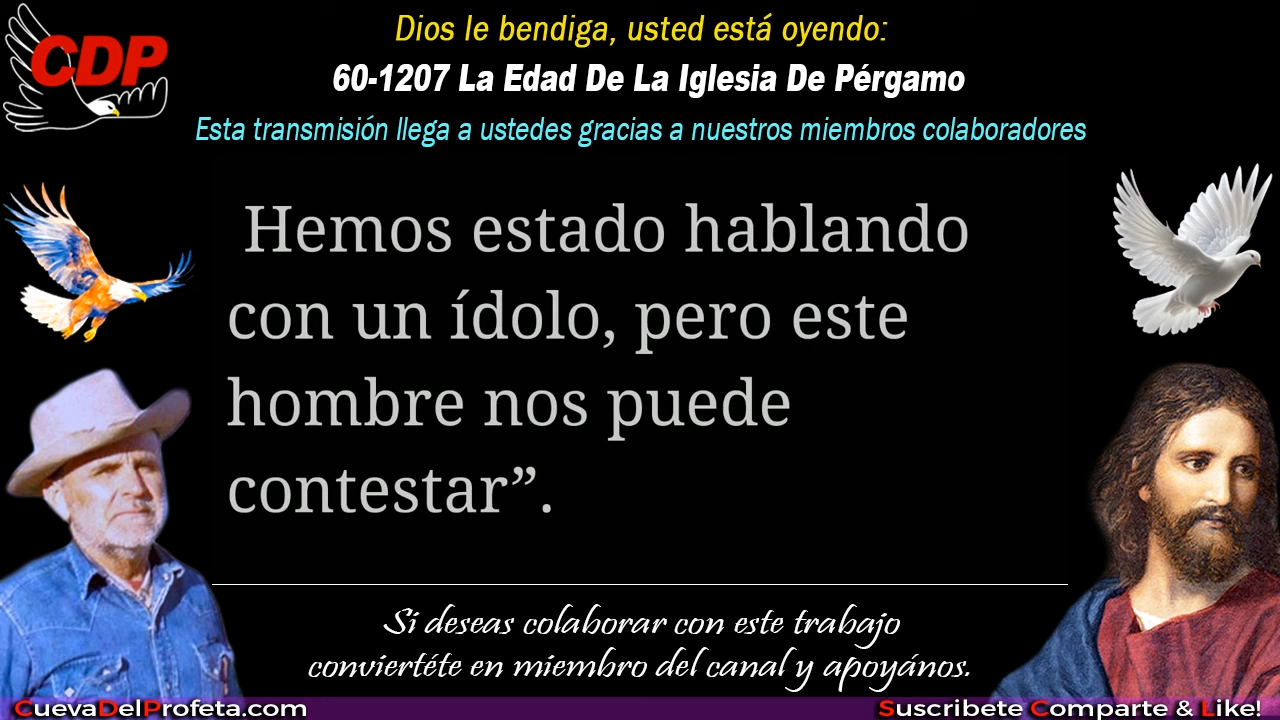 CDP
Dios le bendiga, usted está oyendo:
60-1207 La Edad De La Iglesia De Pérgamo
Esta transmisión llega a ustedes gracias a nuestros miembros colaboradores
Hemos estado hablando
con un ídolo, pero este
hombre nos puede
contestar”.
Si deseas colaborar con este trabajo
conviertéte en miembro del canal y apoyános.
CuevaDelProfeta.com
Suscribete Comparte & Like!